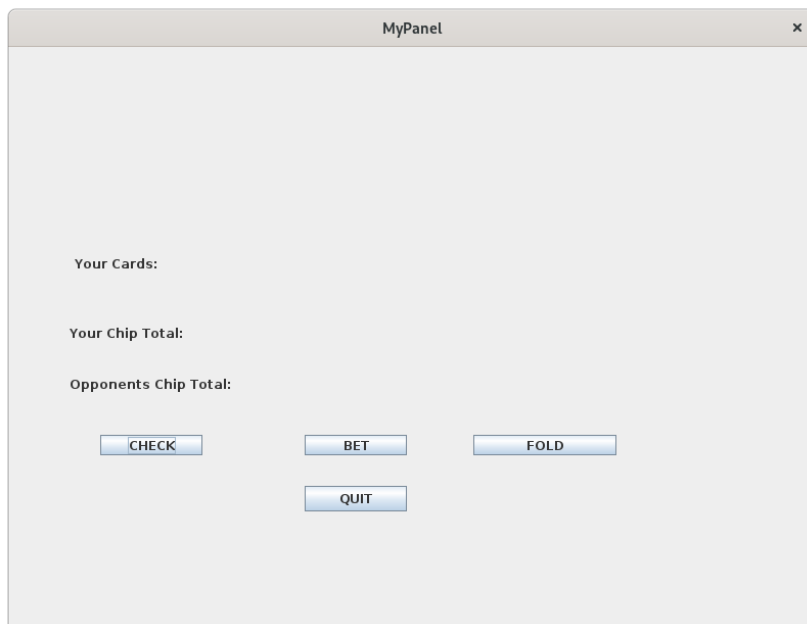 MyPanel
Your Cards:
Your Chip Total:
Opponents Chip Total:
CHECK BET FOLD
QUIT